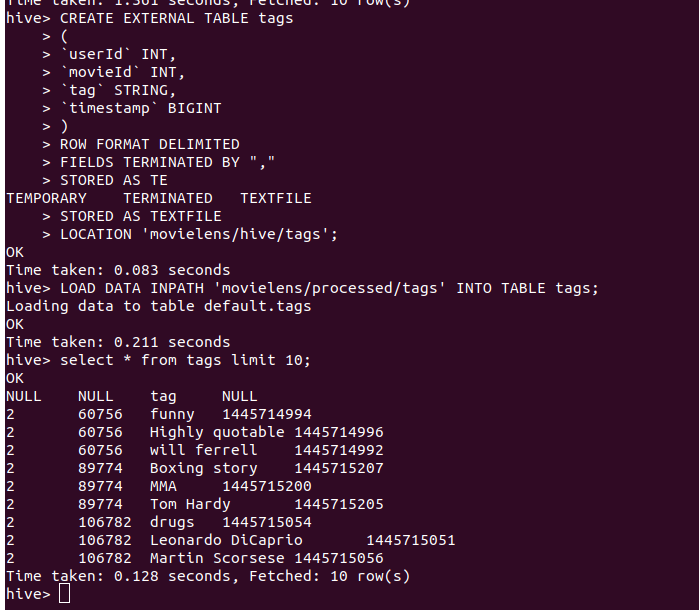 Time taken: 1.361 seconds, Fetched: 10 row(s)
hive> CREATE EXTERNAL TABLE tags
    > (
    > `userId` INT,
    > `movieId` INT,
    > `tag` STRING,
    > `timestamp` BIGINT
    > )
    > ROW FORMAT DELIMITED
    > FIELDS TERMINATED BY ","
    > STORED AS TE
TEMPORARY    TERMINATED   TEXTFILE
    > STORED AS TEXTFILE
    > LOCATION 'movielens/hive/tags';
OK
Time taken: 0.083 seconds
hive> LOAD DATA INPATH 'movielens/processed/tags' INTO TABLE tags;
Loading data to table default.tags
OK
Time taken: 0.211 seconds
hive> select * from tags limit 10;
OK
NULL    NULL    tag     NULL
2       60756   funny   1445714994
2       60756   Highly quotable 1445714996
2       60756   will ferrell    1445714992
2       89774   Boxing story    1445715207
2       89774   MMA     1445715200
2       89774   Tom Hardy       1445715205
2       106782  drugs   1445715054
2       106782  Leonardo DiCaprio       1445715051
2       106782  Martin Scorsese 1445715056
Time taken: 0.128 seconds, Fetched: 10 row(s)
hive>